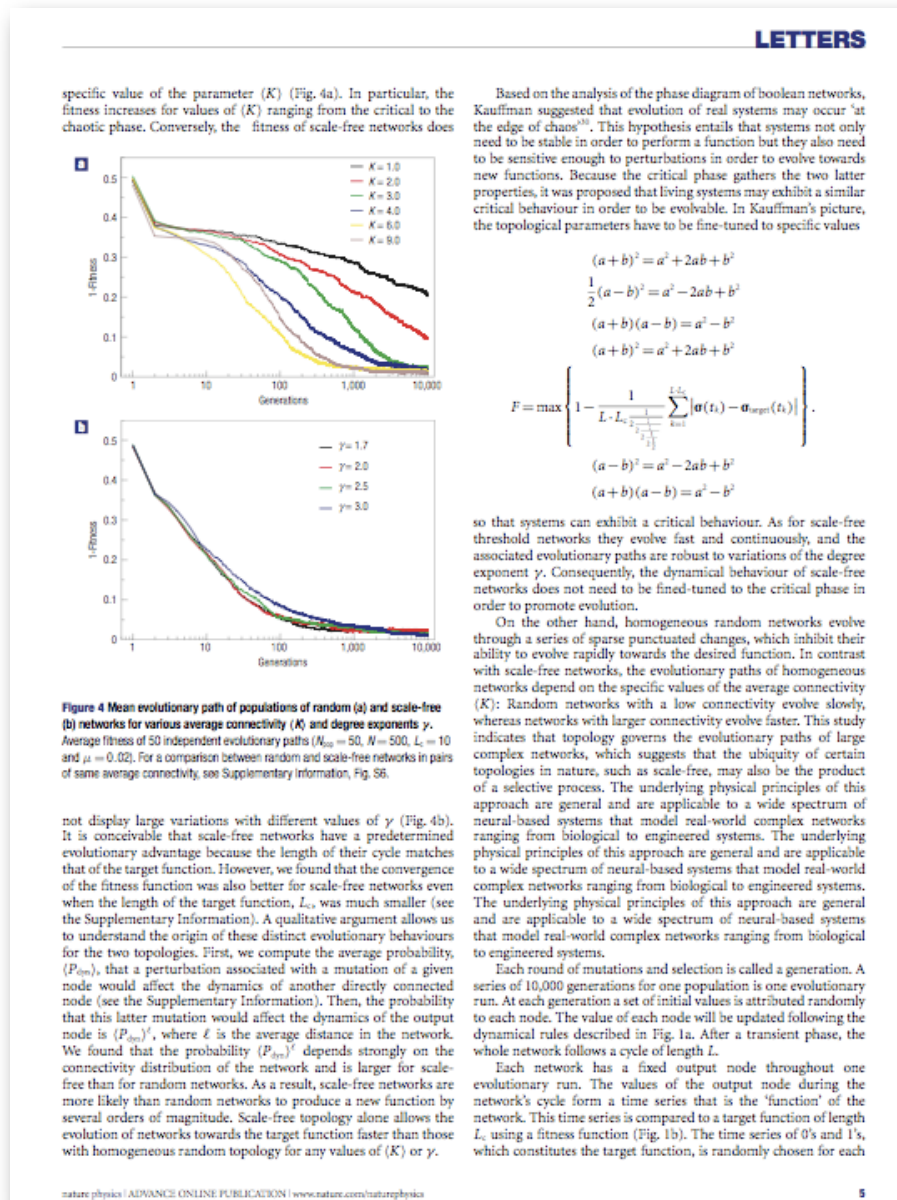 LETTERS
specific value of the parameter ⟨K⟩ (Fig. 4a). In particular, the
fitness increases for values of ⟨K⟩ ranging from the critical to the
chaotic phase. Conversely, the fitness of scale-free networks does
a
0.5
0.4
0.3
0.2
0.1
0
1-Fitness
K = 1.0
K = 2.0
K = 3.0
K = 4.0
K = 6.0
K = 9.0
1 10 100 1,000 10,000
Generations
b
0.5
0.4
0.3
0.2
0.1
0
1-Fitness
γ = 1.7
γ = 2.0
γ = 2.5
γ = 3.0
1 10 100 1,000 10,000
Generations
Figure 4 Mean evolutionary path of populations of random (a) and scale-free
(b) networks for various average connectivity ⟨K⟩ and degree exponents γ.
Average fitness of 50 independent evolutionary paths (Npop = 50, N = 500, Lc = 10
and μ = 0.02). For a comparison between random and scale-free networks in pairs
of same average connectivity, see Supplementary Information, Fig. S6.
not display large variations with different values of γ (Fig. 4b).
It is conceivable that scale-free networks have a predetermined
evolutionary advantage because the length of their cycle matches
that of the target function. However, we found that the convergence
of the fitness function was also better for scale-free networks even
when the length of the target function, Lc, was much smaller (see
the Supplementary Information). A qualitative argument allows us
to understand the origin of these distinct evolutionary behaviours
for the two topologies. First, we compute the average probability,
⟨Pdyn⟩, that a perturbation associated with a mutation of a given
node would affect the dynamics of another directly connected
node (see the Supplementary Information). Then, the probability
that this latter mutation would affect the dynamics of the output
node is ⟨Pdyn⟩^ℓ, where ℓ is the average distance in the network.
We found that the probability ⟨Pdyn⟩^ℓ depends strongly on the
connectivity distribution of the network and is larger for scale-
free than for random networks. As a result, scale-free networks are
more likely than random networks to produce a new function by
several orders of magnitude. Scale-free topology alone allows the
evolution of networks towards the target function faster than those
with homogeneous random topology for any values of ⟨K⟩ or γ.
Based on the analysis of the phase diagram of boolean networks,
Kauffman suggested that evolution of real systems may occur 'at
the edge of chaos'³⁰. This hypothesis entails that systems not only
need to be stable in order to perform a function but they also need
to be sensitive enough to perturbations in order to evolve towards
new functions. Because the critical phase gathers the two latter
properties, it was proposed that living systems may exhibit a similar
critical behaviour in order to be evolvable. In Kauffman's picture,
the topological parameters have to be fine-tuned to specific values
(a+b)² = a² + 2ab + b²
1/2 (a−b)² = a² − 2ab + b²
(a+b)(a−b) = a² − b²
(a+b)² = a² + 2ab + b²
F = max { 1 − 1/(L·Lc) ∑ |σ(tk) − σtarget(tk)| } .
(a−b)² = a² − 2ab + b²
(a+b)(a−b) = a² − b²
so that systems can exhibit a critical behaviour. As for scale-free
threshold networks they evolve fast and continuously, and the
associated evolutionary paths are robust to variations of the degree
exponent γ. Consequently, the dynamical behaviour of scale-free
networks does not need to be fined-tuned to the critical phase in
order to promote evolution.
On the other hand, homogeneous random networks evolve
through a series of sparse punctuated changes, which inhibit their
ability to evolve rapidly towards the desired function. In contrast
with scale-free networks, the evolutionary paths of homogeneous
networks depend on the specific values of the average connectivity
⟨K⟩: Random networks with a low connectivity evolve slowly,
whereas networks with larger connectivity evolve faster. This study
indicates that topology governs the evolutionary paths of large
complex networks, which suggests that the ubiquity of certain
topologies in nature, such as scale-free, may also be the product
of a selective process. The underlying physical principles of this
approach are general and are applicable to a wide spectrum of
neural-based systems that model real-world complex networks
ranging from biological to engineered systems. The underlying
physical principles of this approach are general and are applicable
to a wide spectrum of neural-based systems that model real-world
complex networks ranging from biological to engineered systems.
The underlying physical principles of this approach are general
and are applicable to a wide spectrum of neural-based systems
that model real-world complex networks ranging from biological
to engineered systems.
Each round of mutations and selection is called a generation. A
series of 10,000 generations for one population is one evolutionary
run. At each generation a set of initial values is attributed randomly
to each node. The value of each node will be updated following the
dynamical rules described in Fig. 1a. After a transient phase, the
whole network follows a cycle of length L.
Each network has a fixed output node throughout one
evolutionary run. The values of the output node during the
network's cycle form a time series that is the 'function' of the
network. This time series is compared to a target function of length
Lc using a fitness function (Fig. 1b). The time series of 0's and 1's,
which constitutes the target function, is randomly chosen for each
nature physics | ADVANCE ONLINE PUBLICATION | www.nature.com/naturephysics
5